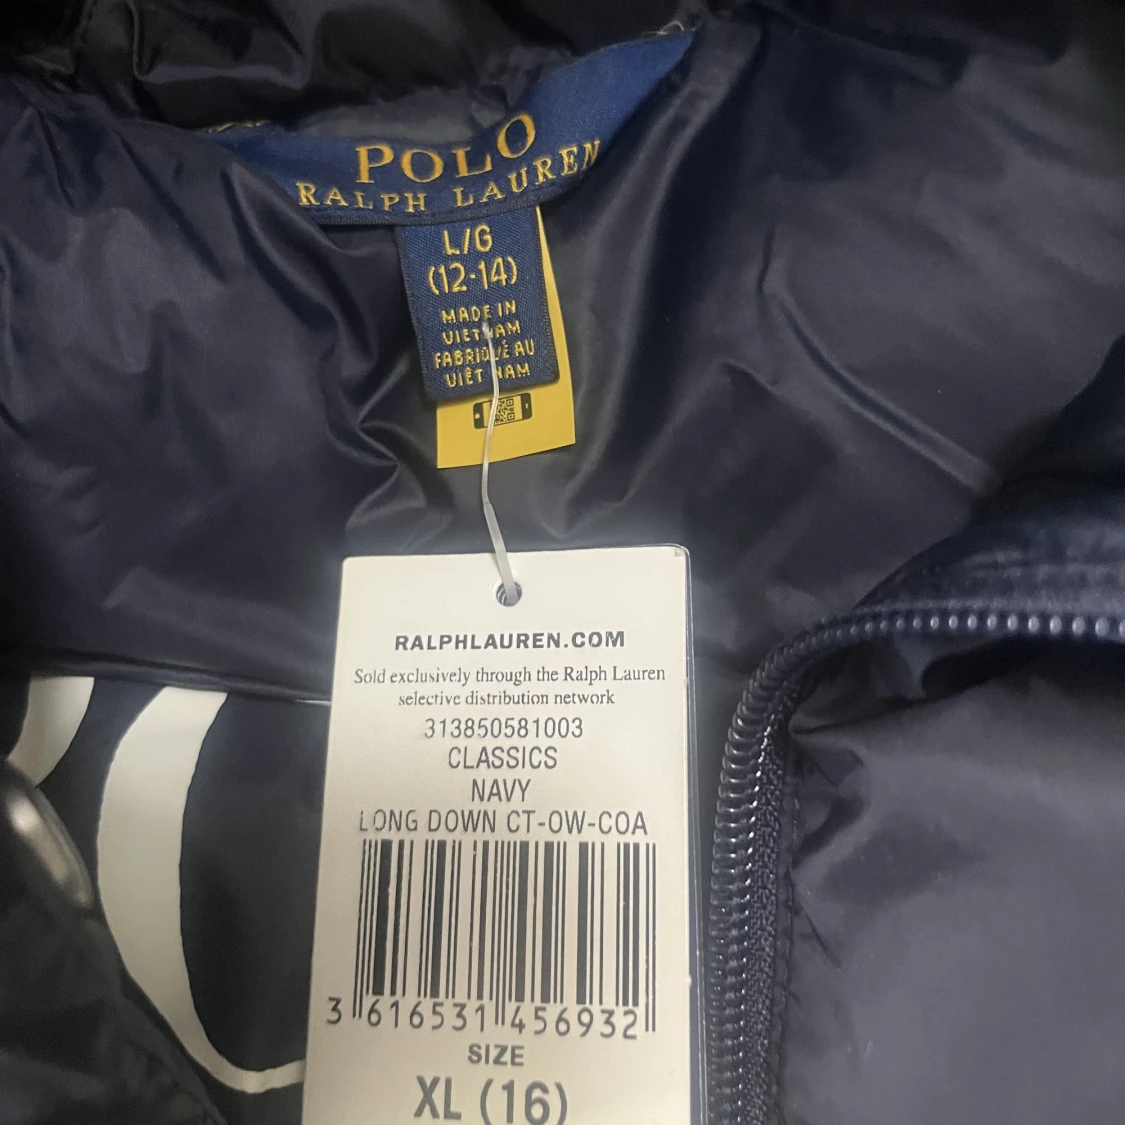 POLO
RALPH LAUREN
L/G
(12-14)
MADE IN
VIETNAM
FABRIQUÉ AU
VIÊT NAM
RALPHLAUREN.COM
Sold exclusively through the Ralph Lauren
selective distribution network
313850581003
CLASSICS
NAVY
LONG DOWN CT-OW-COA
3 616531 456932
SIZE
XL (16)